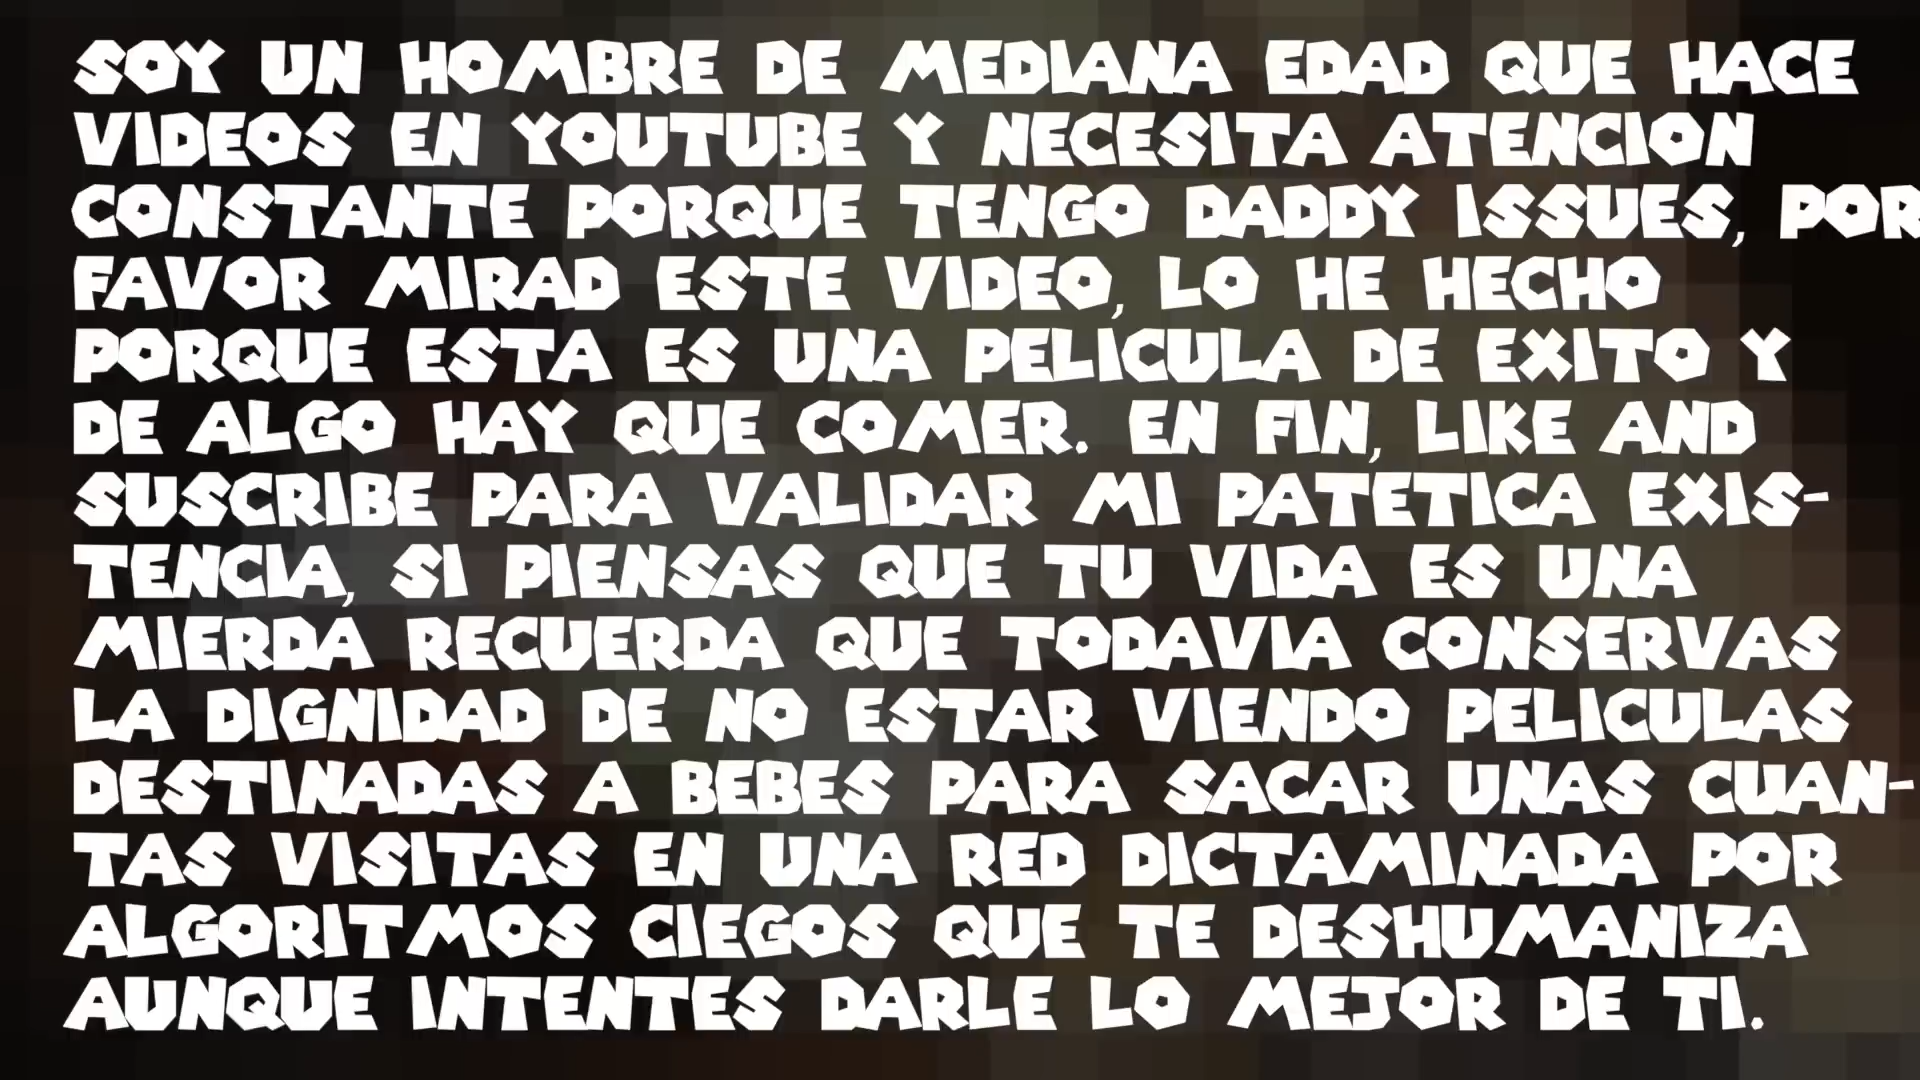 SOY UN HOMBRE DE MEDIANA EDAD QUE HACE
VIDEOS EN YOUTUBE Y NECESITA ATENCION
CONSTANTE PORQUE TENGO DADDY ISSUES, POR
FAVOR MIRAD ESTE VIDEO, LO HE HECHO
PORQUE ESTA ES UNA PELICULA DE EXITO Y
DE ALGO HAY QUE COMER. EN FIN, LIKE AND
SUSCRIBE PARA VALIDAR MI PATETICA EXIS-
TENCIA, SI PIENSAS QUE TU VIDA ES UNA
MIERDA RECUERDA QUE TODAVIA CONSERVAS
LA DIGNIDAD DE NO ESTAR VIENDO PELICULAS
DESTINADAS A BEBES PARA SACAR UNAS CUAN-
TAS VISITAS EN UNA RED DICTAMINADA POR
ALGORITMOS CIEGOS QUE TE DESHUMANIZA
AUNQUE INTENTES DARLE LO MEJOR DE TI.